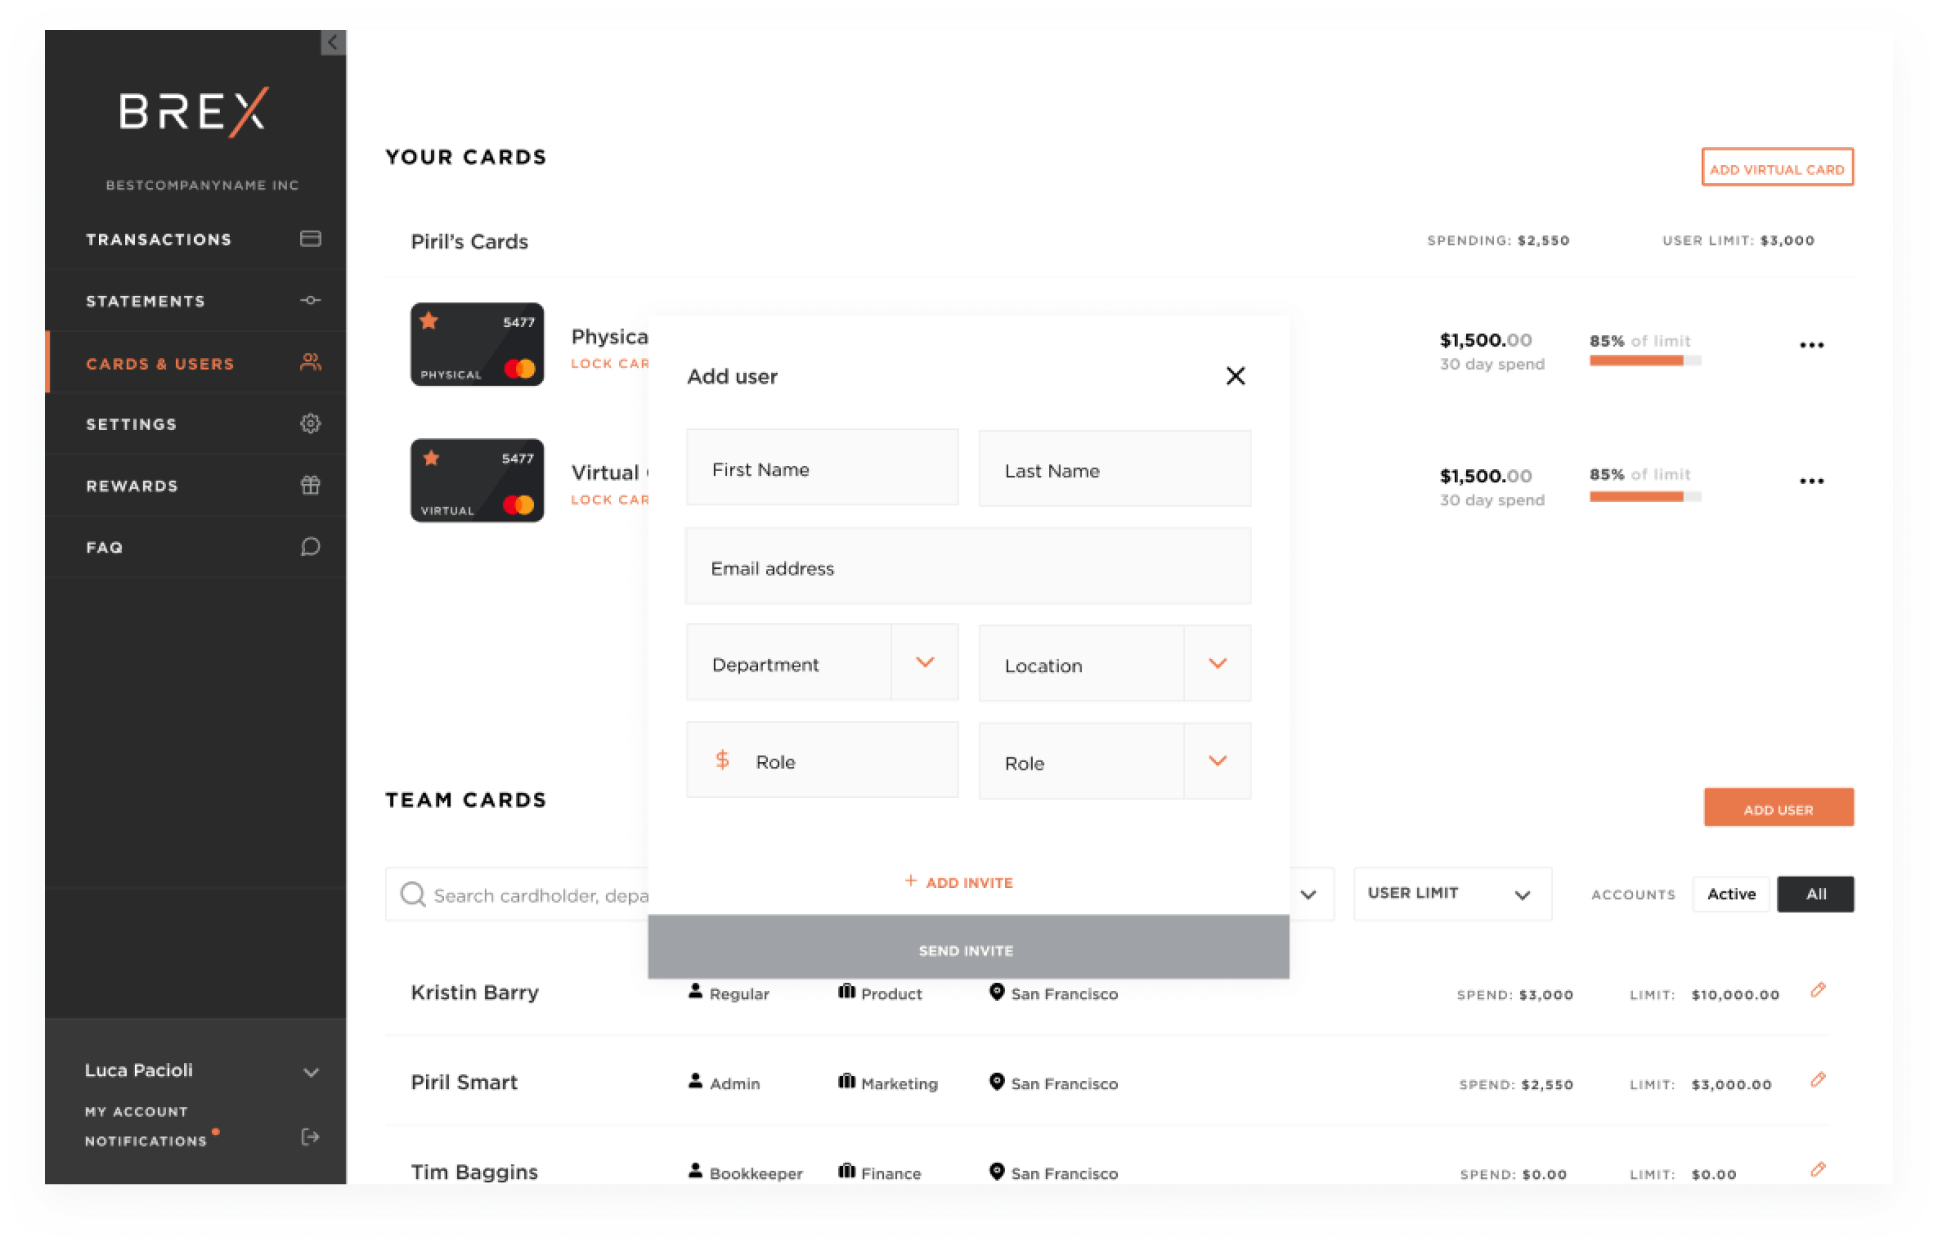 BREX
BESTCOMPANYNAME INC
TRANSACTIONS
STATEMENTS
CARDS & USERS
SETTINGS
REWARDS
FAQ
Luca Pacioli
MY ACCOUNT
NOTIFICATIONS
YOUR CARDS
ADD VIRTUAL CARD
Piril's Cards
SPENDING: $2,550
USER LIMIT: $3,000
5477
PHYSICAL
Physica
LOCK CAR
$1,500.00
30 day spend
85% of limit
5477
VIRTUAL
Virtual
LOCK CAR
$1,500.00
30 day spend
85% of limit
Add user
First Name
Last Name
Email address
Department
Location
$ Role
Role
+ ADD INVITE
SEND INVITE
TEAM CARDS
ADD USER
Search cardholder, depa
USER LIMIT
ACCOUNTS
Active
All
Kristin Barry
Regular
Product
San Francisco
SPEND: $3,000
LIMIT: $10,000.00
Piril Smart
Admin
Marketing
San Francisco
SPEND: $2,550
LIMIT: $3,000.00
Tim Baggins
Bookkeeper
Finance
San Francisco
SPEND: $0.00
LIMIT: $0.00